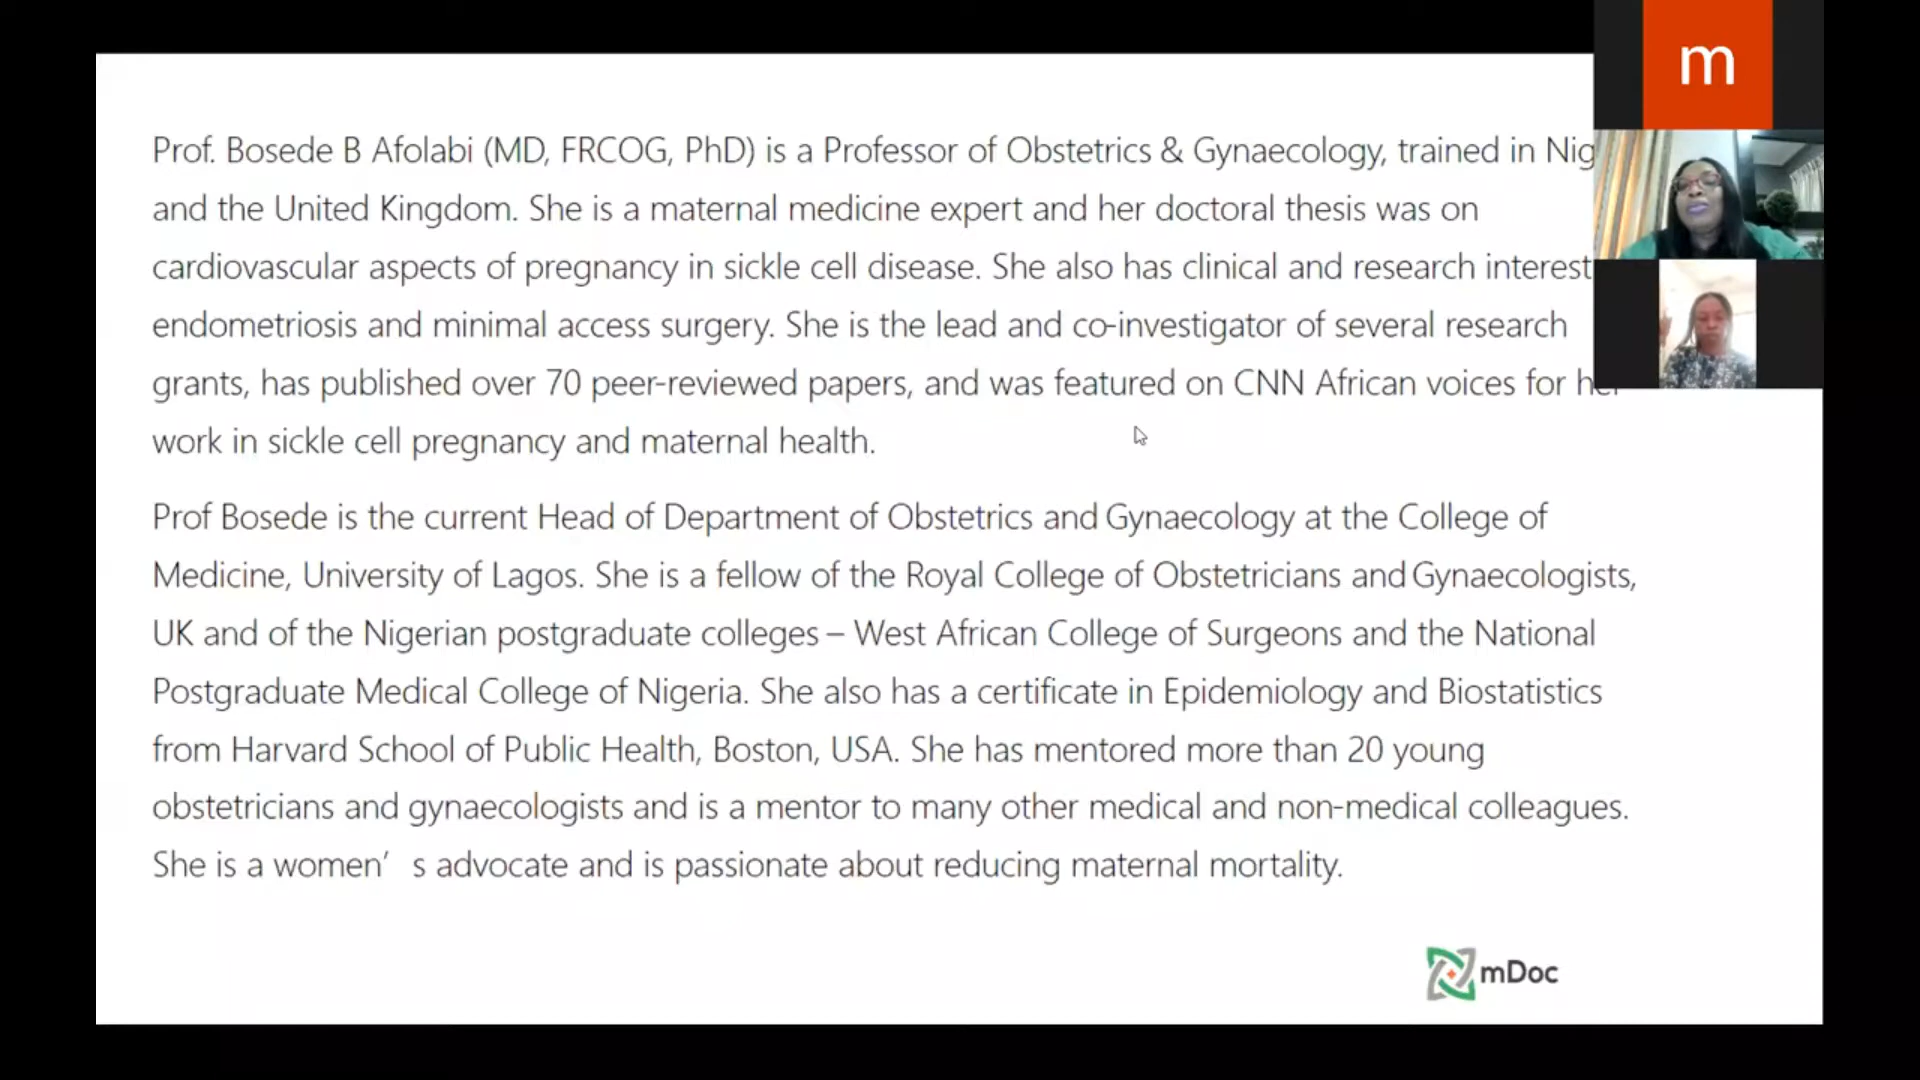 Prof. Bosede B Afolabi (MD, FRCOG, PhD) is a Professor of Obstetrics & Gynaecology, trained in
and the United Kingdom. She is a maternal medicine expert and her doctoral thesis was on
cardiovascular aspects of pregnancy in sickle cell disease. She also has clinical and research interest
endometriosis and minimal access surgery. She is the lead and co-investigator of several research
grants, has published over 70 peer-reviewed papers, and was featured on CNN African voices for her
work in sickle cell pregnancy and maternal health.
Prof Bosede is the current Head of Department of Obstetrics and Gynaecology at the College of
Medicine, University of Lagos. She is a fellow of the Royal College of Obstetricians and Gynaecologists,
UK and of the Nigerian postgraduate colleges – West African College of Surgeons and the National
Postgraduate Medical College of Nigeria. She also has a certificate in Epidemiology and Biostatistics
from Harvard School of Public Health, Boston, USA. She has mentored more than 20 young
obstetricians and gynaecologists and is a mentor to many other medical and non-medical colleagues.
She is a women’ s advocate and is passionate about reducing maternal mortality.
m
mDoc